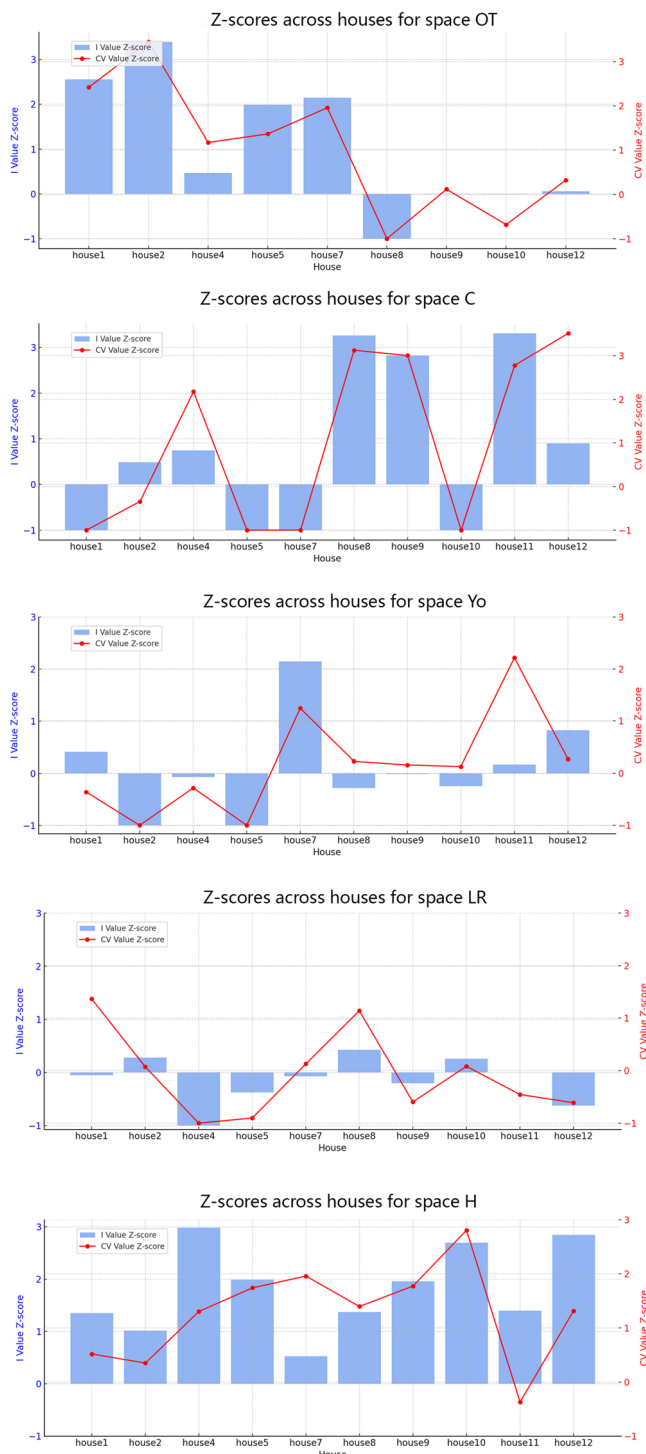 Z-scores across houses for space OT
I Value Z-score
CV Value Z-score
3
2
1
0
−1
I Value Z-score
3
2
1
0
−1
CV Value Z-score
house1 house2 house4 house5 house7 house8 house9 house10 house12
House
Z-scores across houses for space C
I Value Z-score
CV Value Z-score
3
2
1
0
−1
I Value Z-score
3
2
1
0
−1
CV Value Z-score
house1 house2 house4 house5 house7 house8 house9 house10 house11 house12
House
Z-scores across houses for space Yo
I Value Z-score
CV Value Z-score
3
2
1
0
−1
I Value Z-score
3
2
1
0
−1
CV Value Z-score
house1 house2 house4 house5 house7 house8 house9 house10 house11 house12
House
Z-scores across houses for space LR
I Value Z-score
CV Value Z-score
3
2
1
0
−1
I Value Z-score
3
2
1
0
−1
CV Value Z-score
house1 house2 house4 house5 house7 house8 house9 house10 house11 house12
House
Z-scores across houses for space H
I Value Z-score
CV Value Z-score
3
2
1
0
−1
I Value Z-score
3
2
1
0
−1
CV Value Z-score
house1 house2 house4 house5 house7 house8 house9 house10 house11 house12
House